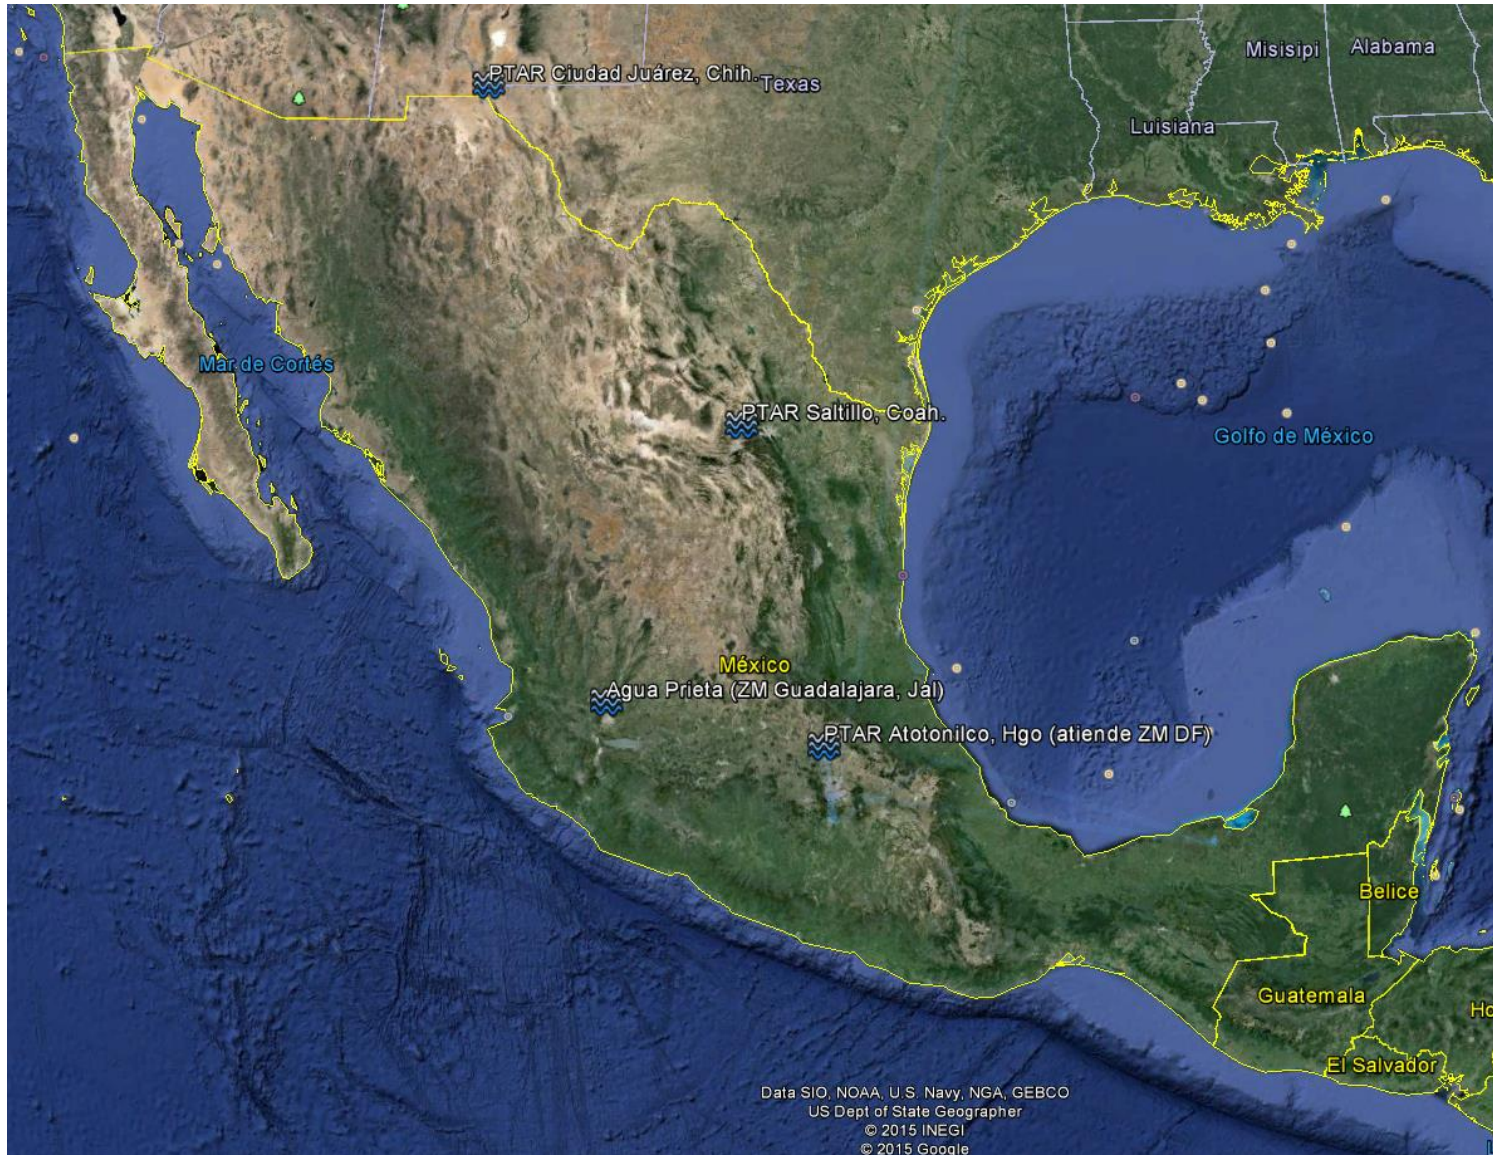 Misisipi
Alabama
PTAR Ciudad Juárez, Chih.
Texas
Luisiana
Mar de Cortés
PTAR Saltillo, Coah.
Golfo de México
México
Agua Prieta (ZM Guadalajara, Jal)
PTAR Atotonilco, Hgo (atiende ZM DF)
Belice
Guatemala
Ho
El Salvador
Data SIO, NOAA, U.S. Navy, NGA, GEBCO
US Dept of State Geographer
© 2015 INEGI
© 2015 Google